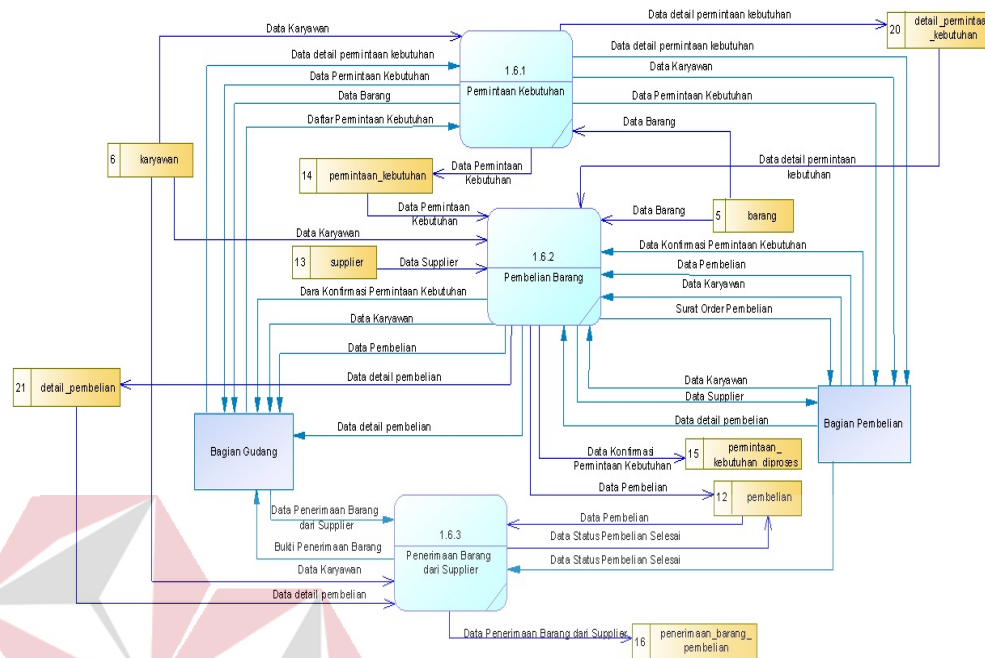 Data detail permintaan kebutuhan
20
detail_permintaa
_kebutuhan
Data Karyawan
Data detail permintaan kebutuhan
Data detail permintaan kebutuhan
1.6.1
Data Karyawan
Data Permintaan Kebutuhan
Permintaan Kebutuhan
Data Barang
Data Permintaan Kebutuhan
Daftar Permintaan Kebutuhan
Data Barang
6
karyawan
Data Permintaan
Kebutuhan
Data detail permintaan
kebutuhan
14
permintaan_kebutuhan
Data Permintaan
Kebutuhan
Data Barang
5
barang
Data Karyawan
Data Konfirmasi Permintaan Kebutuhan
1.6.2
13
supplier
Data Supplier
Pembelian Barang
Data Pembelian
Data Karyawan
Dara Konfirmasi Permintaan Kebutuhan
Surat Order Pembelian
Data Karyawan
Data Pembelian
Data detail pembelian
21
detail_pembelian
Data Karyawan
Data Supplier
Data detail pembelian
Bagian Pembelian
Data detail pembelian
Bagian Gudang
Data Konfirmasi
Permintaan Kebutuhan
15
permintaan_
kebutuhan_diproses
Data Pembelian
12
pembelian
Data Penerimaan Barang
dari Supplier
Data Pembelian
1.6.3
Data Status Pembelian Selesai
Bukti Penerimaan Barang
Penerimaan Barang
dari Supplier
Data Status Pembelian Selesai
Data Karyawan
Data detail pembelian
Data Penerimaan Barang dari Supplier
16
penerimaan_barang_
pembelian